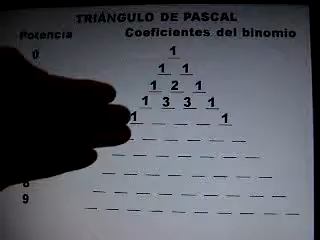 TRIÁNGULO DE PASCAL
Potencia Coeficientes del binomio
0 1
1 1
1 2 1
1 3 3 1
1 _ _ _ 1
_ _ _ _ _ _
_ _ _ _ _ _ _
_ _ _ _ _ _ _ _
_ _ _ _ _ _ _ _ _
9 _ _ _ _ _ _ _ _ _ _